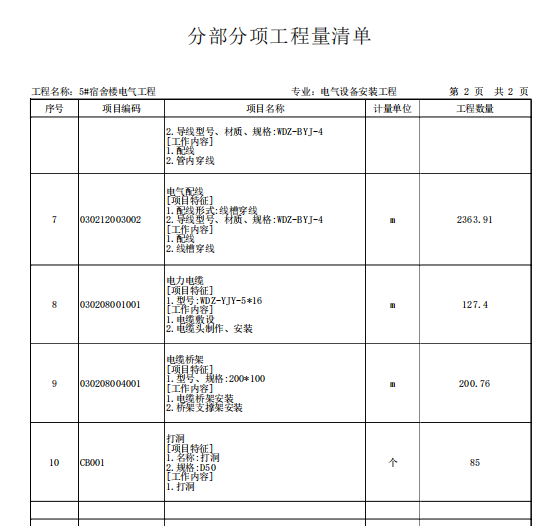 分部分项工程量清单
工程名称: 5#宿舍楼电气工程 专业: 电气设备安装工程 第 2 页 共 2 页
序号 项目编码 项目名称 计量单位 工程数量
2.导线型号、材质、规格:WDZ-BYJ-4
[工作内容]
1.配线
2.管内穿线
7 030212003002 电气配线
[项目特征]
1.配线形式:线槽穿线
2.导线型号、材质、规格:WDZ-BYJ-4
[工作内容]
1.配线
2.线槽穿线
m 2363.91
8 030208001001 电力电缆
[项目特征]
1.型号:WDZ-YJY-5*16
[工作内容]
1.电缆敷设
2.电缆头制作、安装
m 127.4
9 030208004001 电缆桥架
[项目特征]
1.型号、规格:200*100
[工作内容]
1.电缆桥架安装
2.桥架支撑架安装
m 200.76
10 CB001 打洞
[项目特征]
1.名称:打洞
2.规格:D50
[工作内容]
1.打洞
个 85